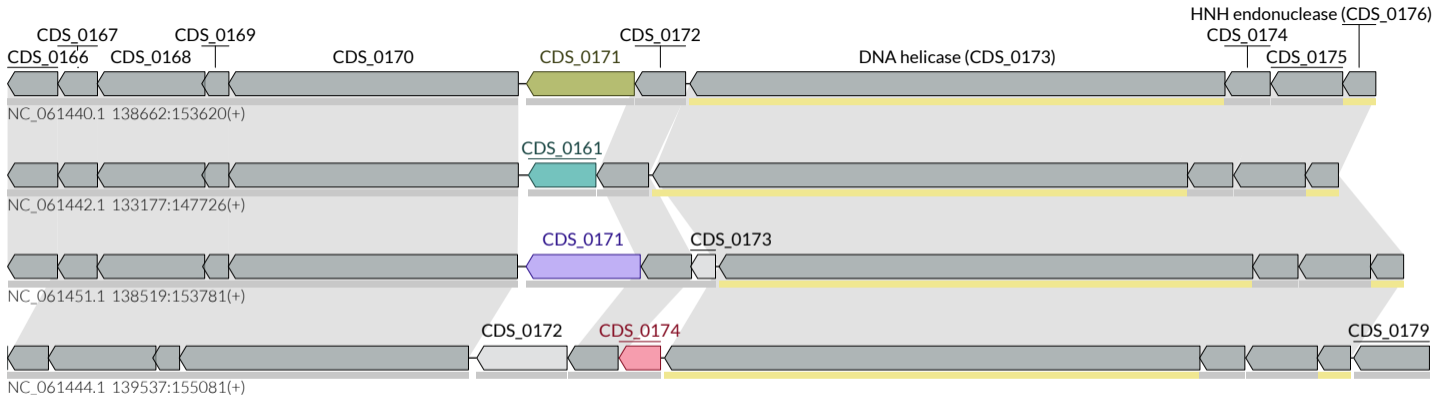 HNH endonuclease (CDS_0176)
CDS_0167 CDS_0169 CDS_0172 CDS_0174
CDS_0166 CDS_0168 CDS_0170 CDS_0171 DNA helicase (CDS_0173) CDS_0175
NC_061440.1 138662:153620(+)
CDS_0161
NC_061442.1 133177:147726(+)
CDS_0171 CDS_0173
NC_061451.1 138519:153781(+)
CDS_0172 CDS_0174 CDS_0179
NC_061444.1 139537:155081(+)